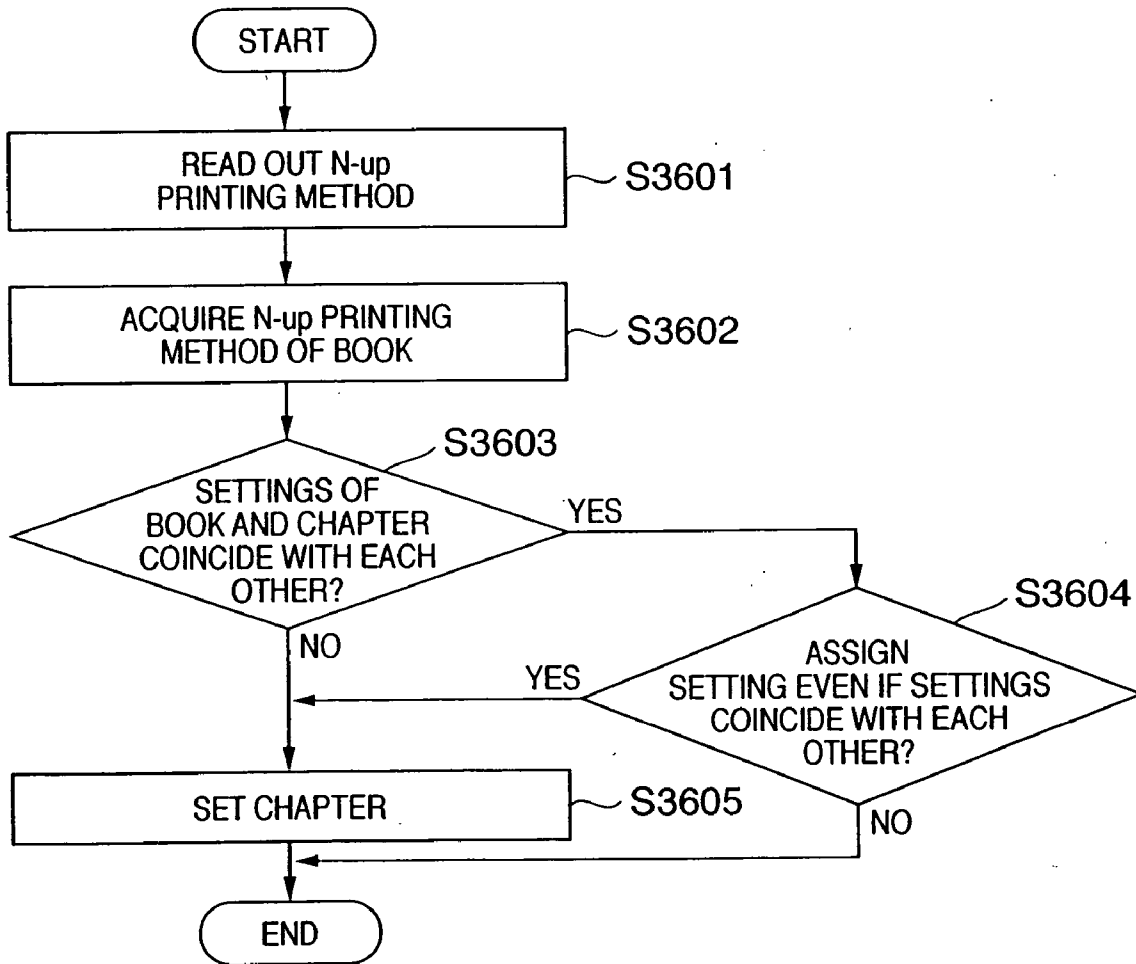 START
READ OUT N-up
PRINTING METHOD
S3601
ACQUIRE N-up PRINTING
METHOD OF BOOK
S3602
S3603
SETTINGS OF
BOOK AND CHAPTER
COINCIDE WITH EACH
OTHER?
YES
NO
S3604
ASSIGN
SETTING EVEN IF SETTINGS
COINCIDE WITH EACH
OTHER?
YES
NO
SET CHAPTER
S3605
END